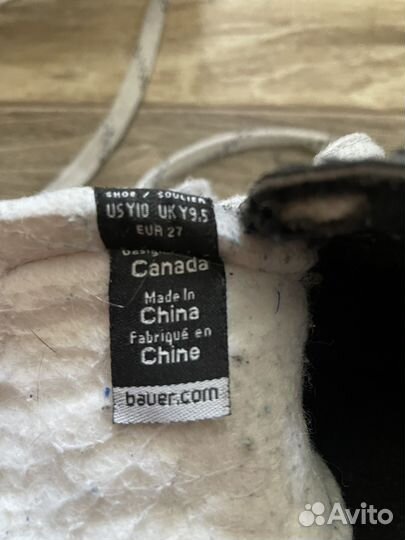 SHOE / SOULIER
US Y10 UK Y9.5
EUR 27
Designed
Canada
Made in
China
Fabriqué en
Chine
bauer.com
Avito